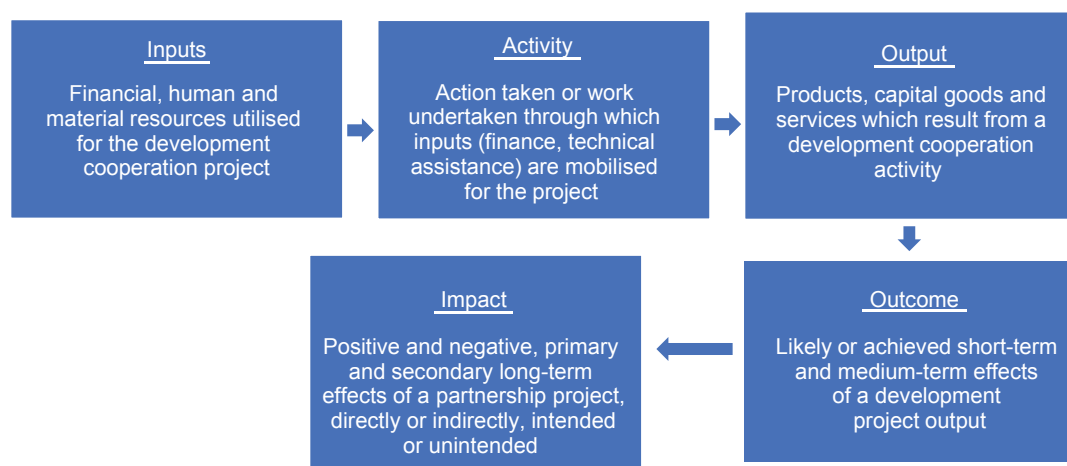 Inputs
Financial, human and
material resources utilised
for the development
cooperation project
Activity
Action taken or work
undertaken through which
inputs (finance, technical
assistance) are mobilised
for the project
Output
Products, capital goods and
services which result from a
development cooperation
activity
Outcome
Likely or achieved short-term
and medium-term effects
of a development
project output
Impact
Positive and negative, primary
and secondary long-term
effects of a partnership project,
directly or indirectly, intended
or unintended